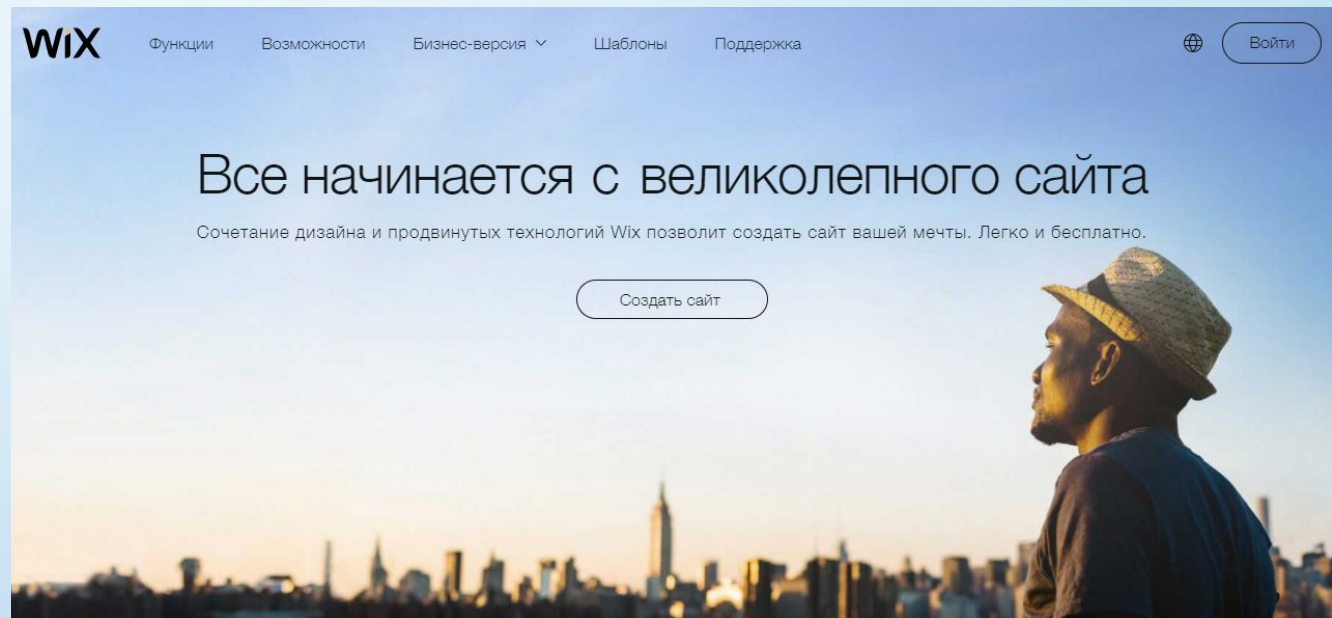 WiX
Функции Возможности Бизнес-версия Шаблоны Поддержка Войти
Все начинается с великолепного сайта
Сочетание дизайна и продвинутых технологий Wix позволит создать сайт вашей мечты. Легко и бесплатно.
Создать сайт